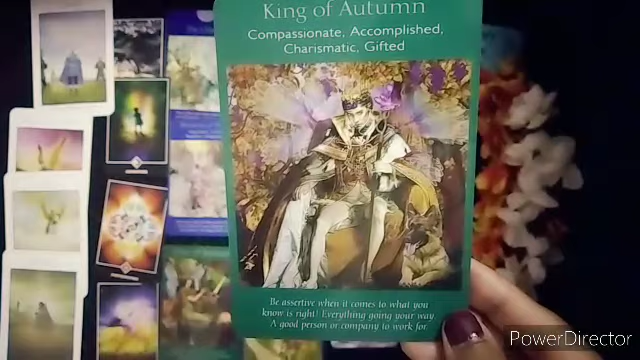 King of Autumn
Compassionate, Accomplished,
Charismatic, Gifted
Be assertive when it comes to what you
know is right! Everything going your way
A good person or company to work for.
PowerDirector